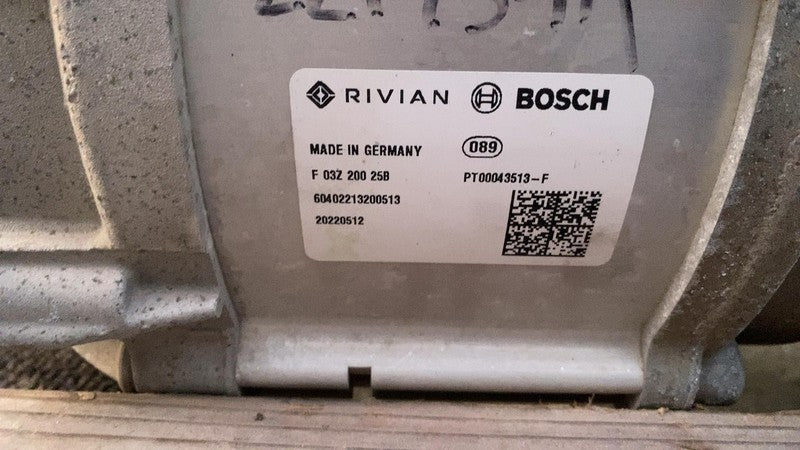 RIVIAN BOSCH
MADE IN GERMANY 089
F 03Z 200 25B PT00043513-F
60402213200513
20220512